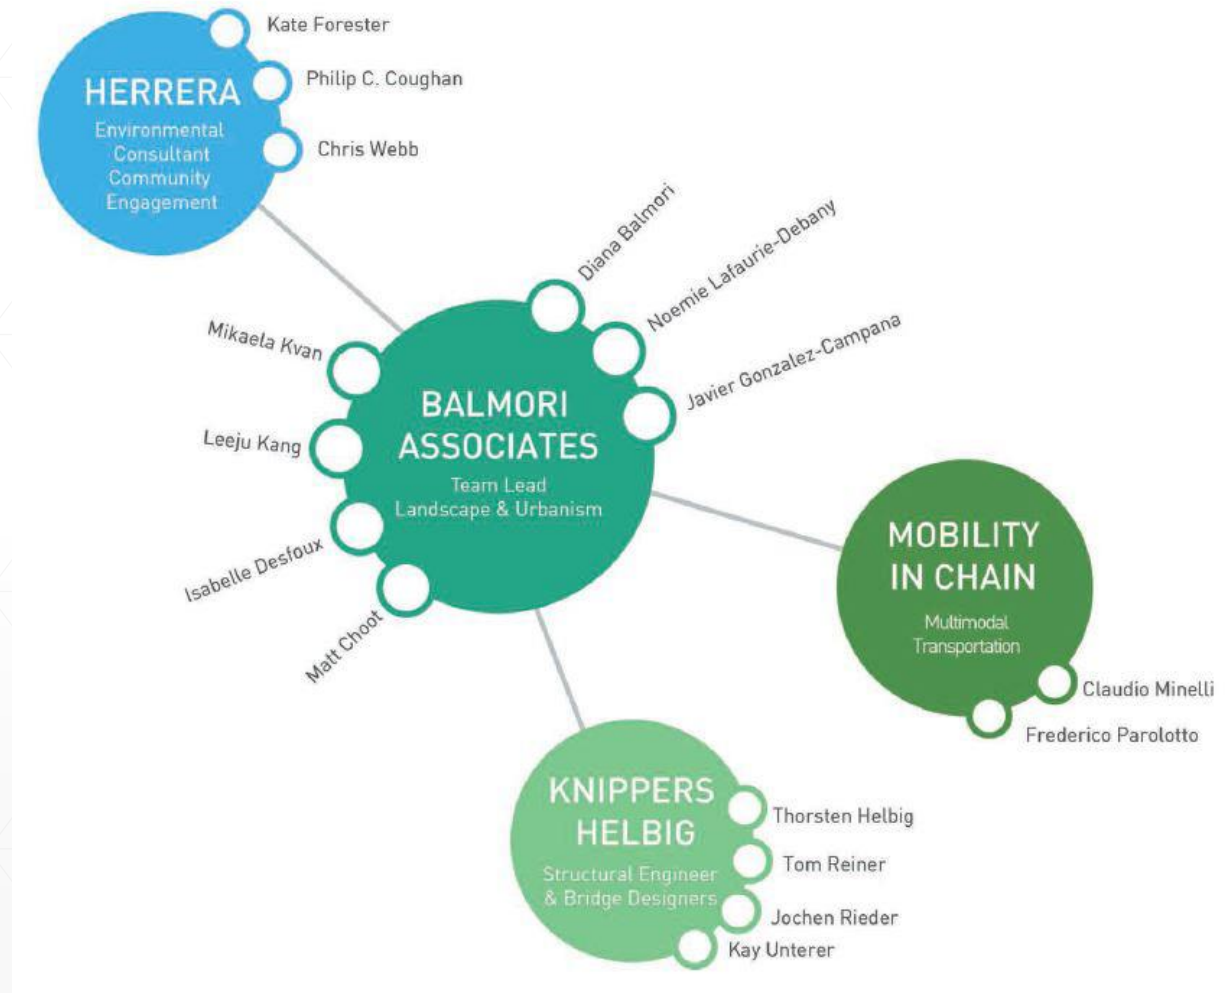 Kate Forester
Philip C. Coughan
Chris Webb
HERRERA
Environmental
Consultant
Community
Engagement
Diana Balmori
Noemie Lafaurie-Debany
Javier Gonzalez-Campana
Mikaela Kvan
Leeju Kang
Isabelle Desfoux
Matt Choot
BALMORI
ASSOCIATES
Team Lead
Landscape & Urbanism
MOBILITY
IN CHAIN
Multimodal
Transportation
Claudio Minelli
Frederico Parolotto
KNIPPERS
HELBIG
Structural Engineer
& Bridge Designers
Thorsten Helbig
Tom Reiner
Jochen Rieder
Kay Unterer